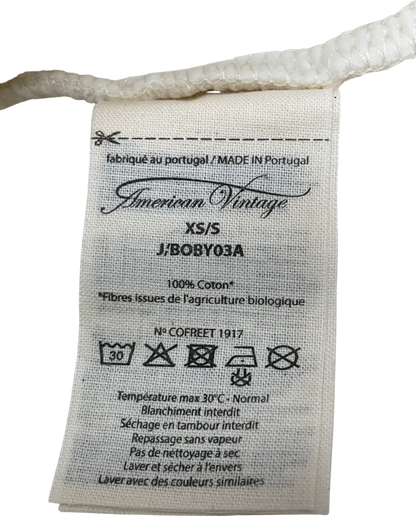 fabriqué au portugal / MADE IN Portugal
American Vintage
XS/S
J/BOBY03A
100% Coton*
*Fibres issues de l'agriculture biologique
Nº COFREET 1917
30
Température max 30°C - Normal
Blanchiment interdit
Séchage en tambour interdit
Repassage sans vapeur
Pas de nettoyage à sec
Laver et sécher à l'envers
Laver avec des couleurs similaires